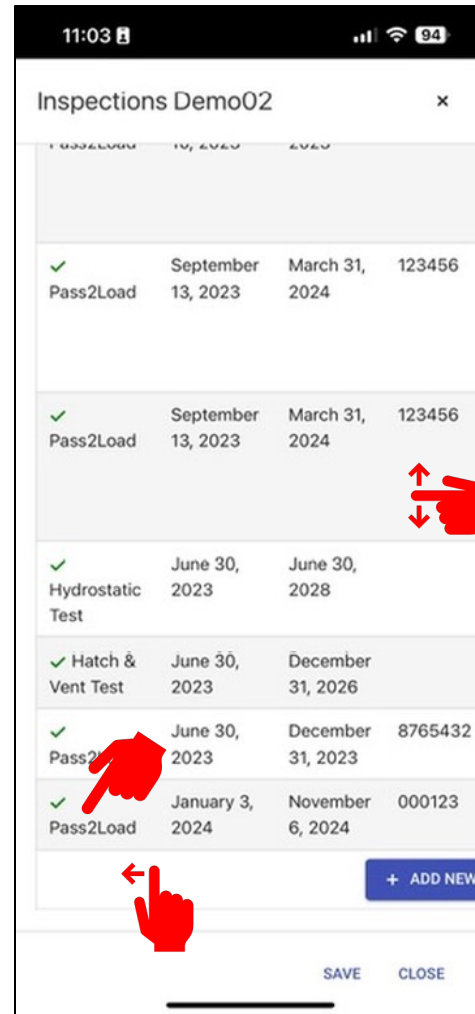 11:03
94
Inspections Demo02 ×
Pass2Load 2023
September March 31, 123456
Pass2Load 13, 2023 2024
September March 31, 123456
Pass2Load 13, 2023 2024
June 30, June 30,
Hydrostatic 2023 2028
Test
Hatch & June 30, December
Vent Test 2023 31, 2026
June 30, December 8765432
2023 31, 2023
January 3, November 000123
Pass2Load 2024 6, 2024
+ ADD NEW
SAVE CLOSE